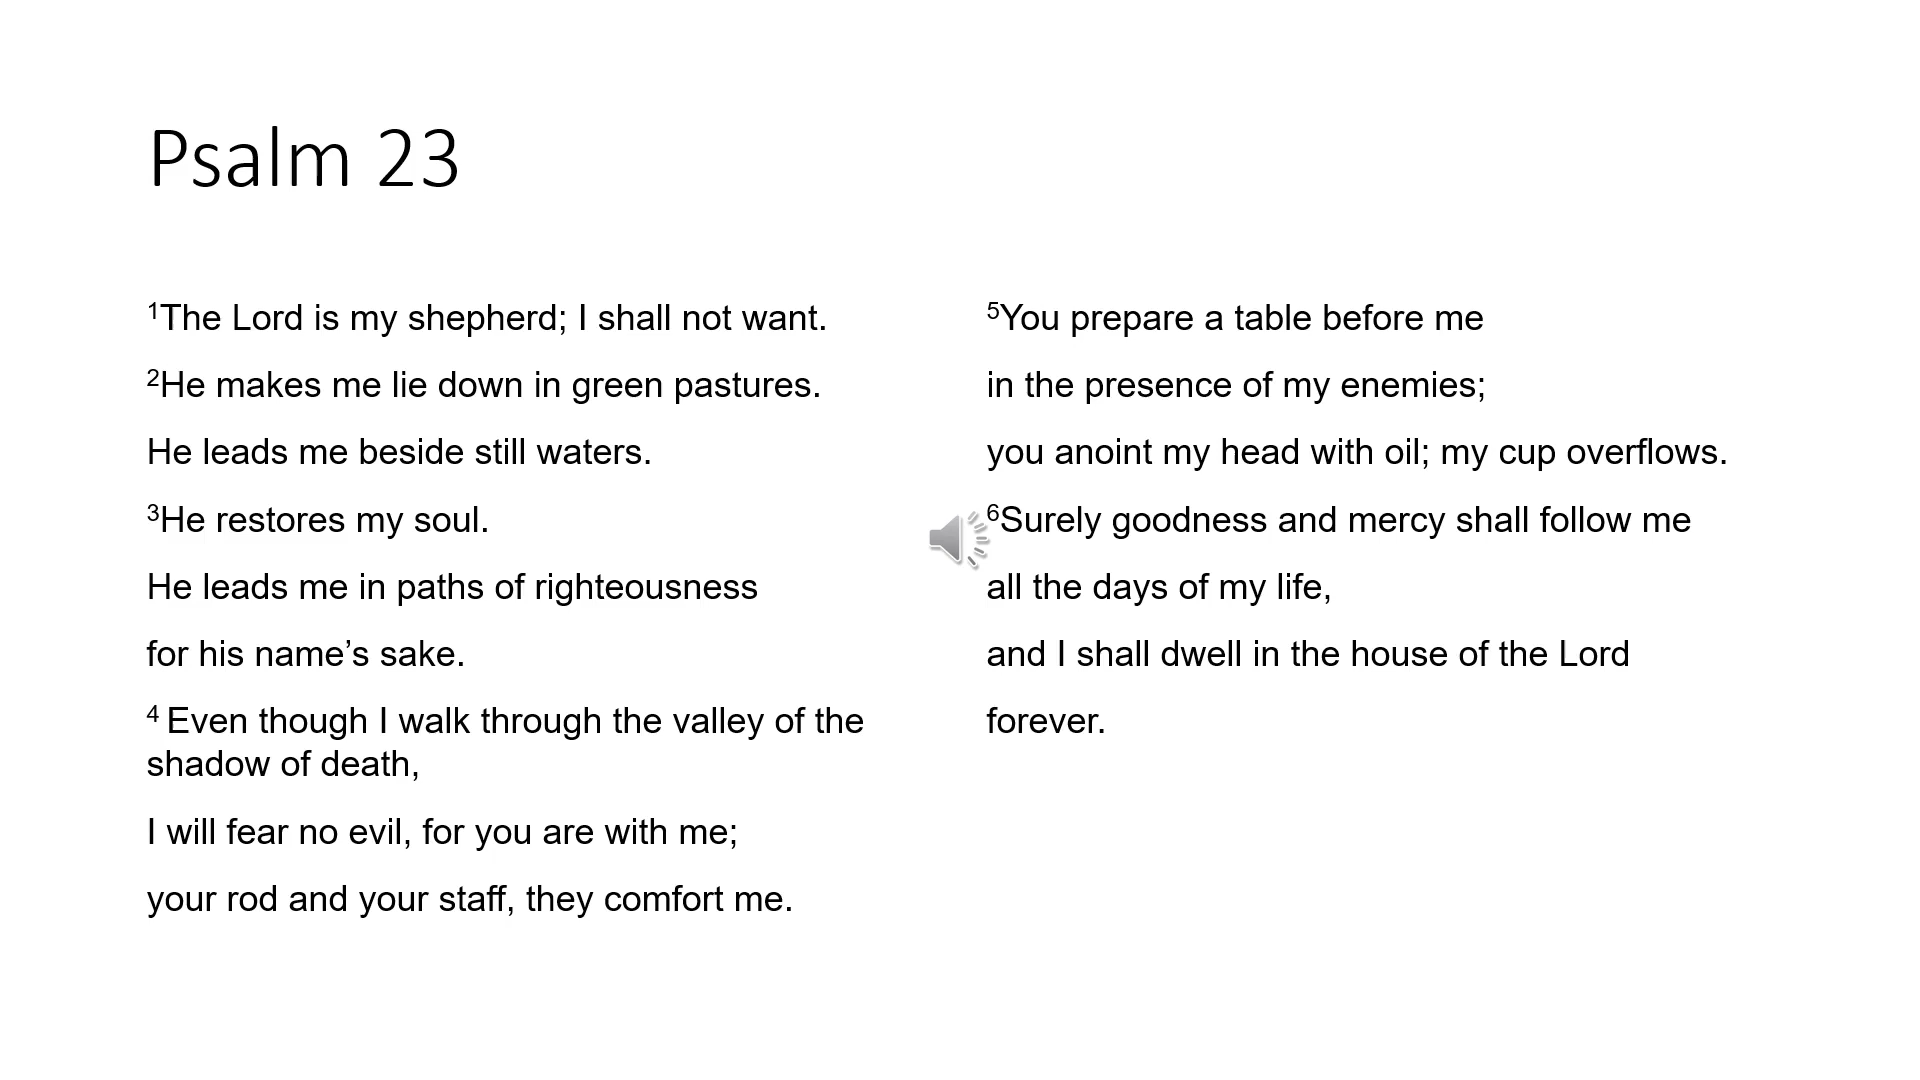 Psalm 23
¹The Lord is my shepherd; I shall not want.
²He makes me lie down in green pastures.
He leads me beside still waters.
³He restores my soul.
He leads me in paths of righteousness
for his name’s sake.
⁴ Even though I walk through the valley of the
shadow of death,
I will fear no evil, for you are with me;
your rod and your staff, they comfort me.
⁵You prepare a table before me
in the presence of my enemies;
you anoint my head with oil; my cup overflows.
⁶Surely goodness and mercy shall follow me
all the days of my life,
and I shall dwell in the house of the Lord
forever.